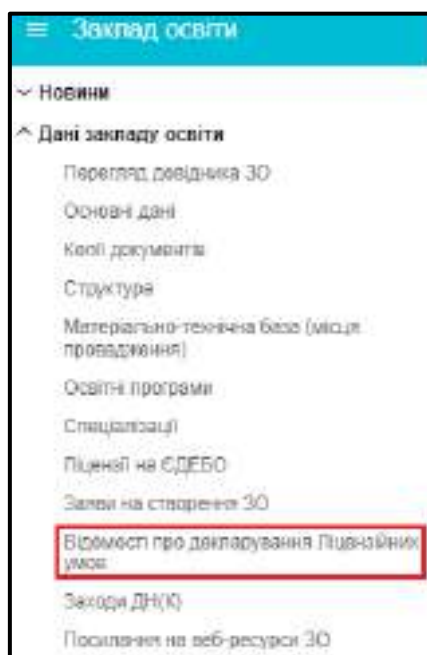 Заклад освіти
Новини
Дані закладу освіти
Перегляд довідника ЗО
Основні дані
Копії документів
Структура
Матеріально-технічна база (місця
провадження)
Освітні програми
Спеціалізації
Ліцензії на ЄДЕБО
Заяви на створення ЗО
Відомості про декларування Ліцензійних
умов
Заходи ДН(К)
Посилання на веб-ресурси ЗО